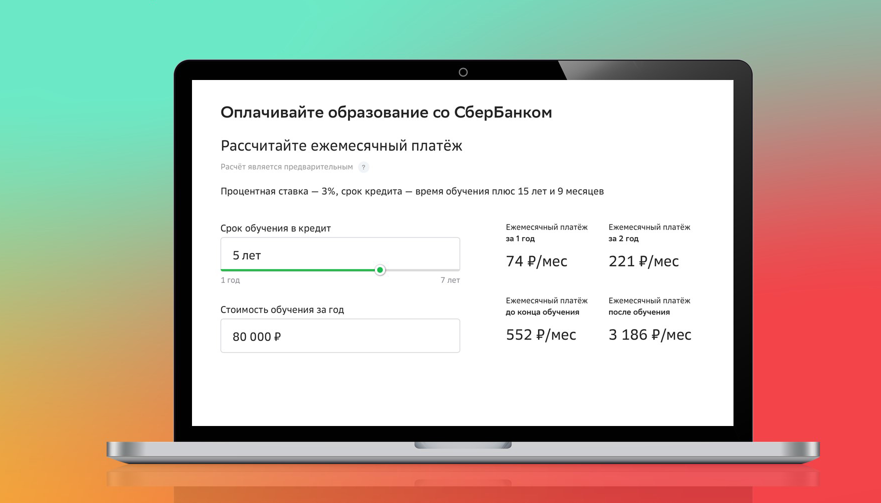 Оплачивайте образование со СберБанком
Рассчитайте ежемесячный платёж
Расчёт является предварительным ?
Процентная ставка — 3%, срок кредита — время обучения плюс 15 лет и 9 месяцев
Срок обучения в кредит
5 лет
1 год 7 лет
Стоимость обучения за год
80 000 ₽
Ежемесячный платёж
за 1 год
74 ₽/мес
Ежемесячный платёж
за 2 год
221 ₽/мес
Ежемесячный платёж
до конца обучения
552 ₽/мес
Ежемесячный платёж
после обучения
3 186 ₽/мес